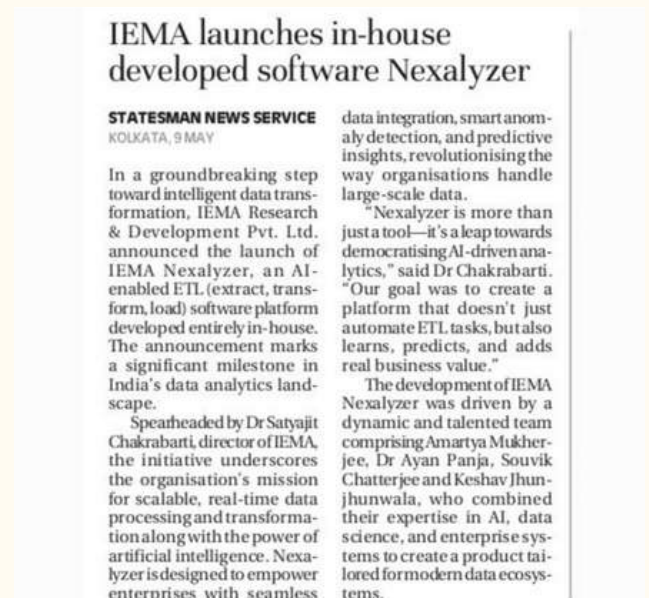 IEMA launches in-house
developed software Nexalyzer
STATESMAN NEWS SERVICE
KOLKATA, 9 MAY
In a groundbreaking step
toward intelligent data trans-
formation, IEMA Research
& Development Pvt. Ltd.
announced the launch of
IEMA Nexalyzer, an AI-
enabled ETL (extract, trans-
form, load) software platform
developed entirely in-house.
The announcement marks
a significant milestone in
India's data analytics land-
scape.
Spearheaded by Dr Satyajit
Chakrabarti, director of IEMA,
the initiative underscores
the organisation's mission
for scalable, real-time data
processing and transforma-
tion along with the power of
artificial intelligence. Nexa-
lyzer is designed to empower
enterprises with seamless
data integration, smart anom-
aly detection, and predictive
insights, revolutionising the
way organisations handle
large-scale data.
"Nexalyzer is more than
just a tool—it's a leap towards
democratising AI-driven ana-
lytics," said Dr Chakrabarti.
"Our goal was to create a
platform that doesn't just
automate ETL tasks, but also
learns, predicts, and adds
real business value."
The development of IEMA
Nexalyzer was driven by a
dynamic and talented team
comprising Amartya Mukher-
jee, Dr Ayan Panja, Souvik
Chatterjee and Keshav Jhun-
jhunwala, who combined
their expertise in AI, data
science, and enterprise sys-
tems to create a product tai-
lored for modern data ecosys-
tems.